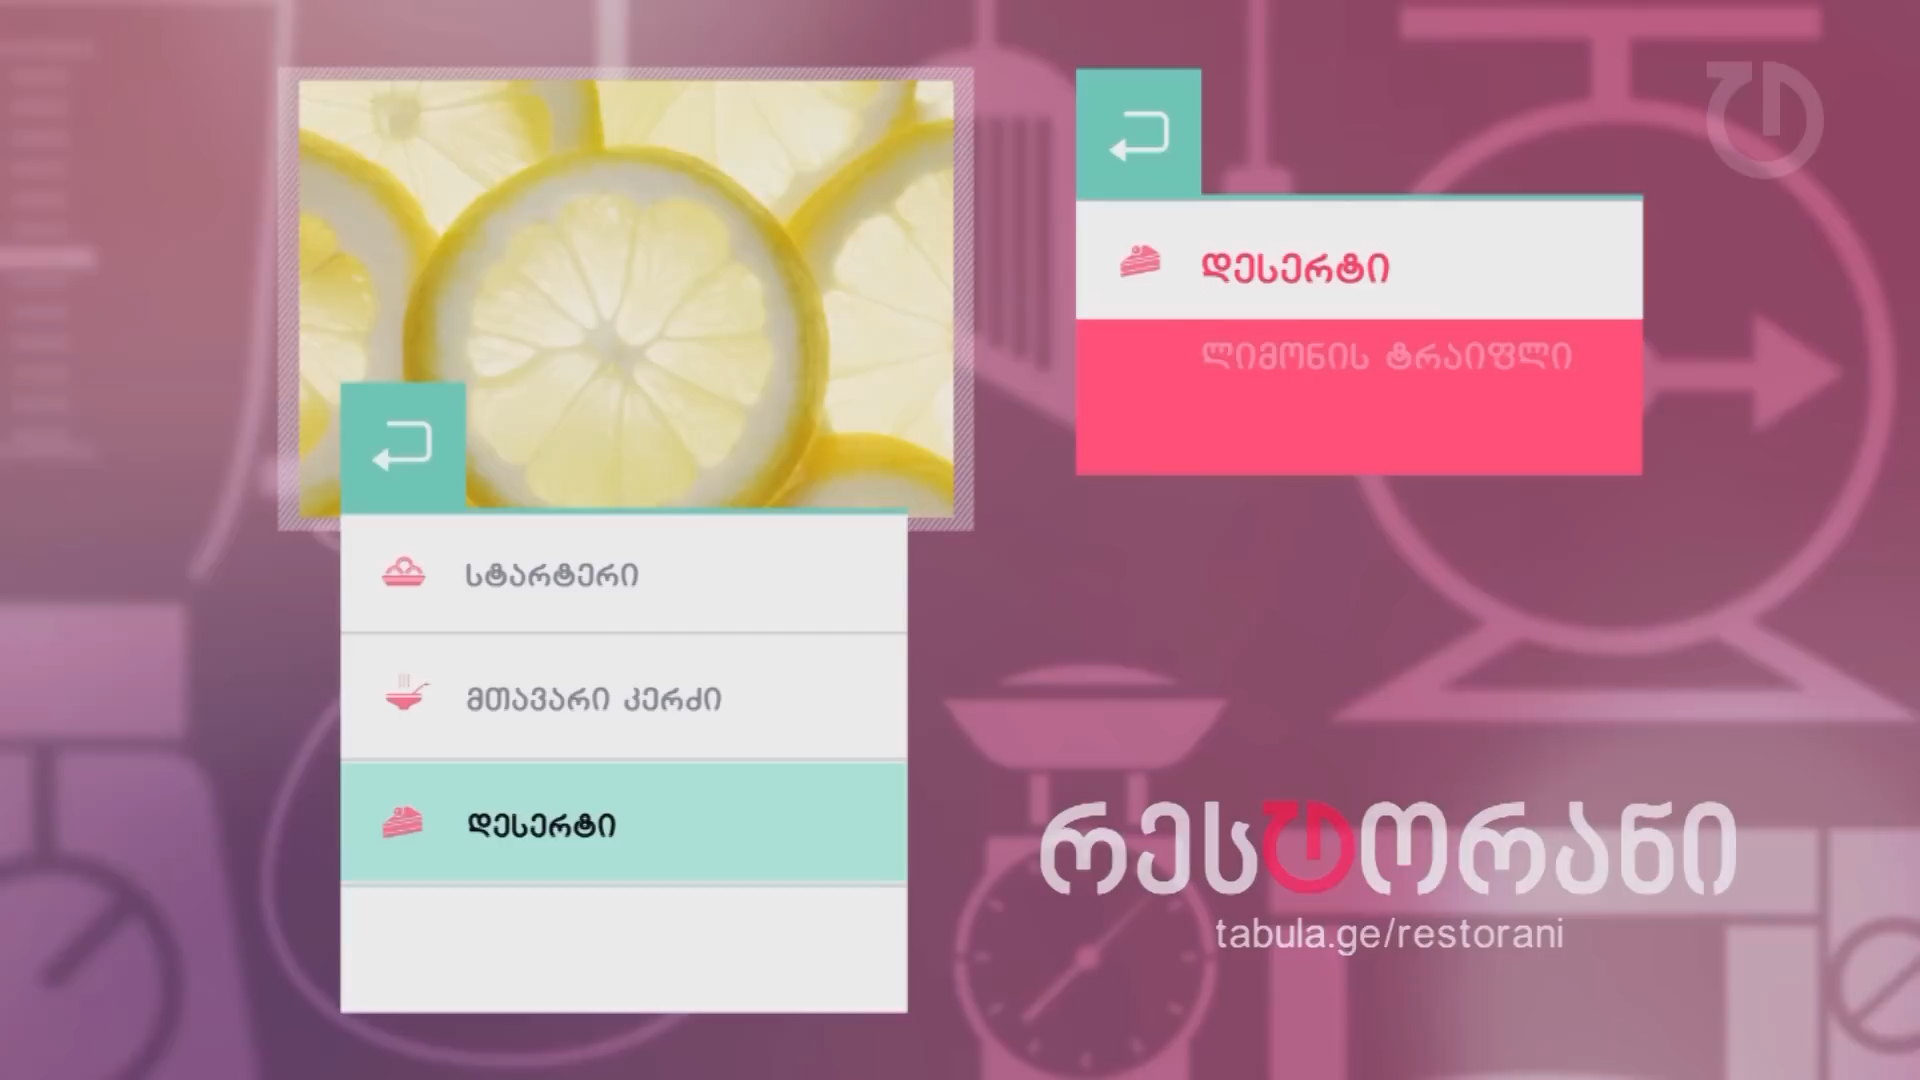 დესერტი
ლიმონის ტრაიფლი
სტარტერი
მთავარი კერძი
დესერტი
რესტორანი
tabula.ge/restorani